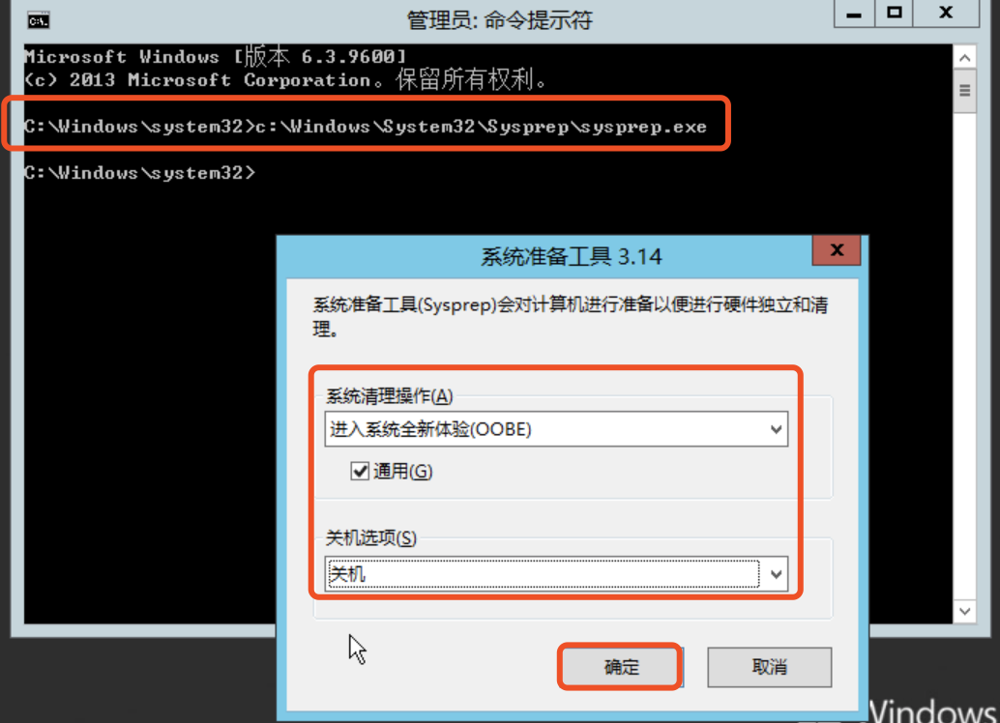 管理员: 命令提示符
Microsoft Windows [版本 6.3.9600]
(c) 2013 Microsoft Corporation。保留所有权利。
C:\Windows\system32>c:\Windows\System32\Sysprep\sysprep.exe
C:\Windows\system32>
系统准备工具 3.14
系统准备工具(Sysprep)会对计算机进行准备以便进行硬件独立和清
理。
系统清理操作(A)
进入系统全新体验(OOBE)
通用(G)
关机选项(S)
关机
确定 取消
Windows